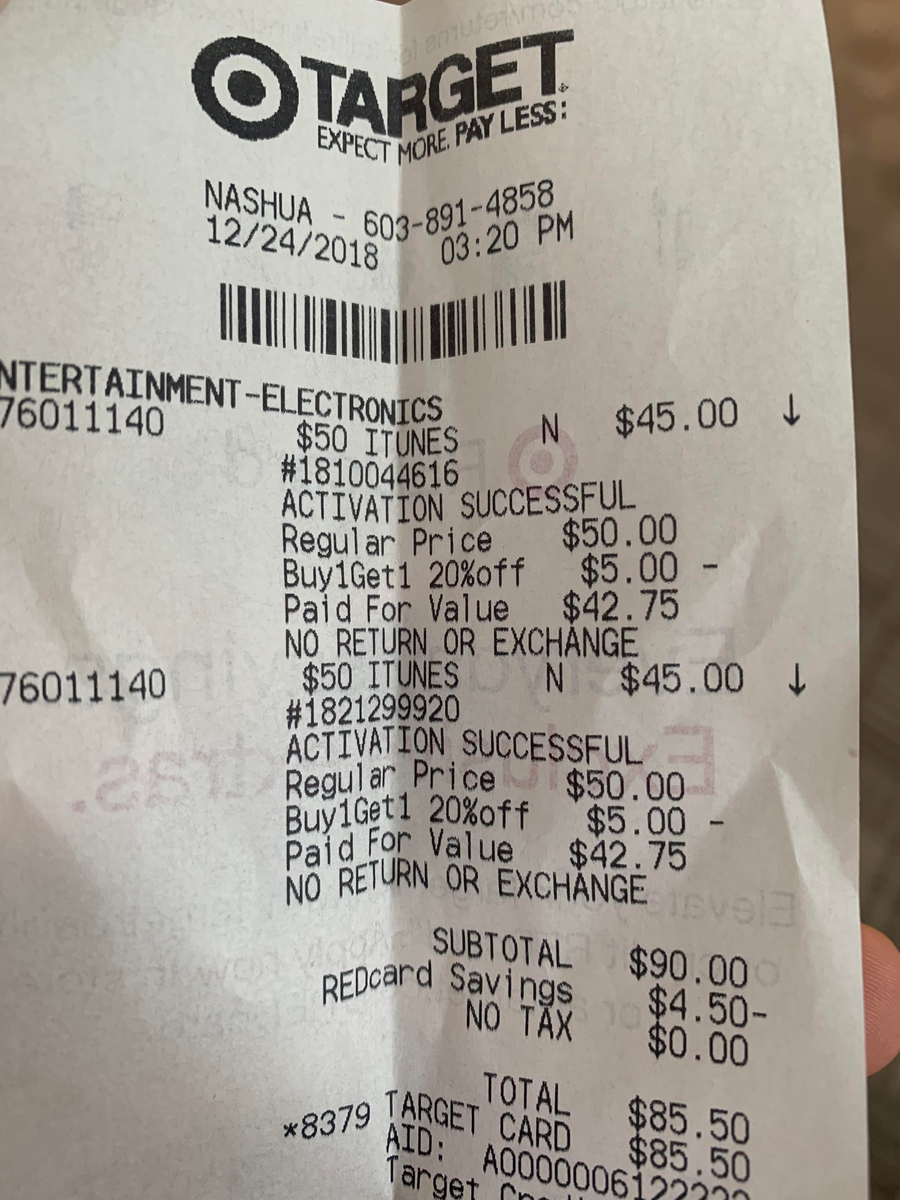 TARGET
EXPECT MORE. PAY LESS.
NASHUA - 603-891-4858
12/24/2018 03:20 PM
NTERTAINMENT-ELECTRONICS
76011140 $50 ITUNES N $45.00 ↓
#1810044616
ACTIVATION SUCCESSFUL
Regular Price $50.00
Buy1Get1 20%off $5.00 -
Paid For Value $42.75
NO RETURN OR EXCHANGE
76011140 $50 ITUNES N $45.00 ↓
#1821299920
ACTIVATION SUCCESSFUL
Regular Price $50.00
Buy1Get1 20%off $5.00 -
Paid For Value $42.75
NO RETURN OR EXCHANGE
SUBTOTAL $90.00
REDcard Savings $4.50-
NO TAX $0.00
TOTAL $85.50
*8379 TARGET CARD $85.50
AID:
Target